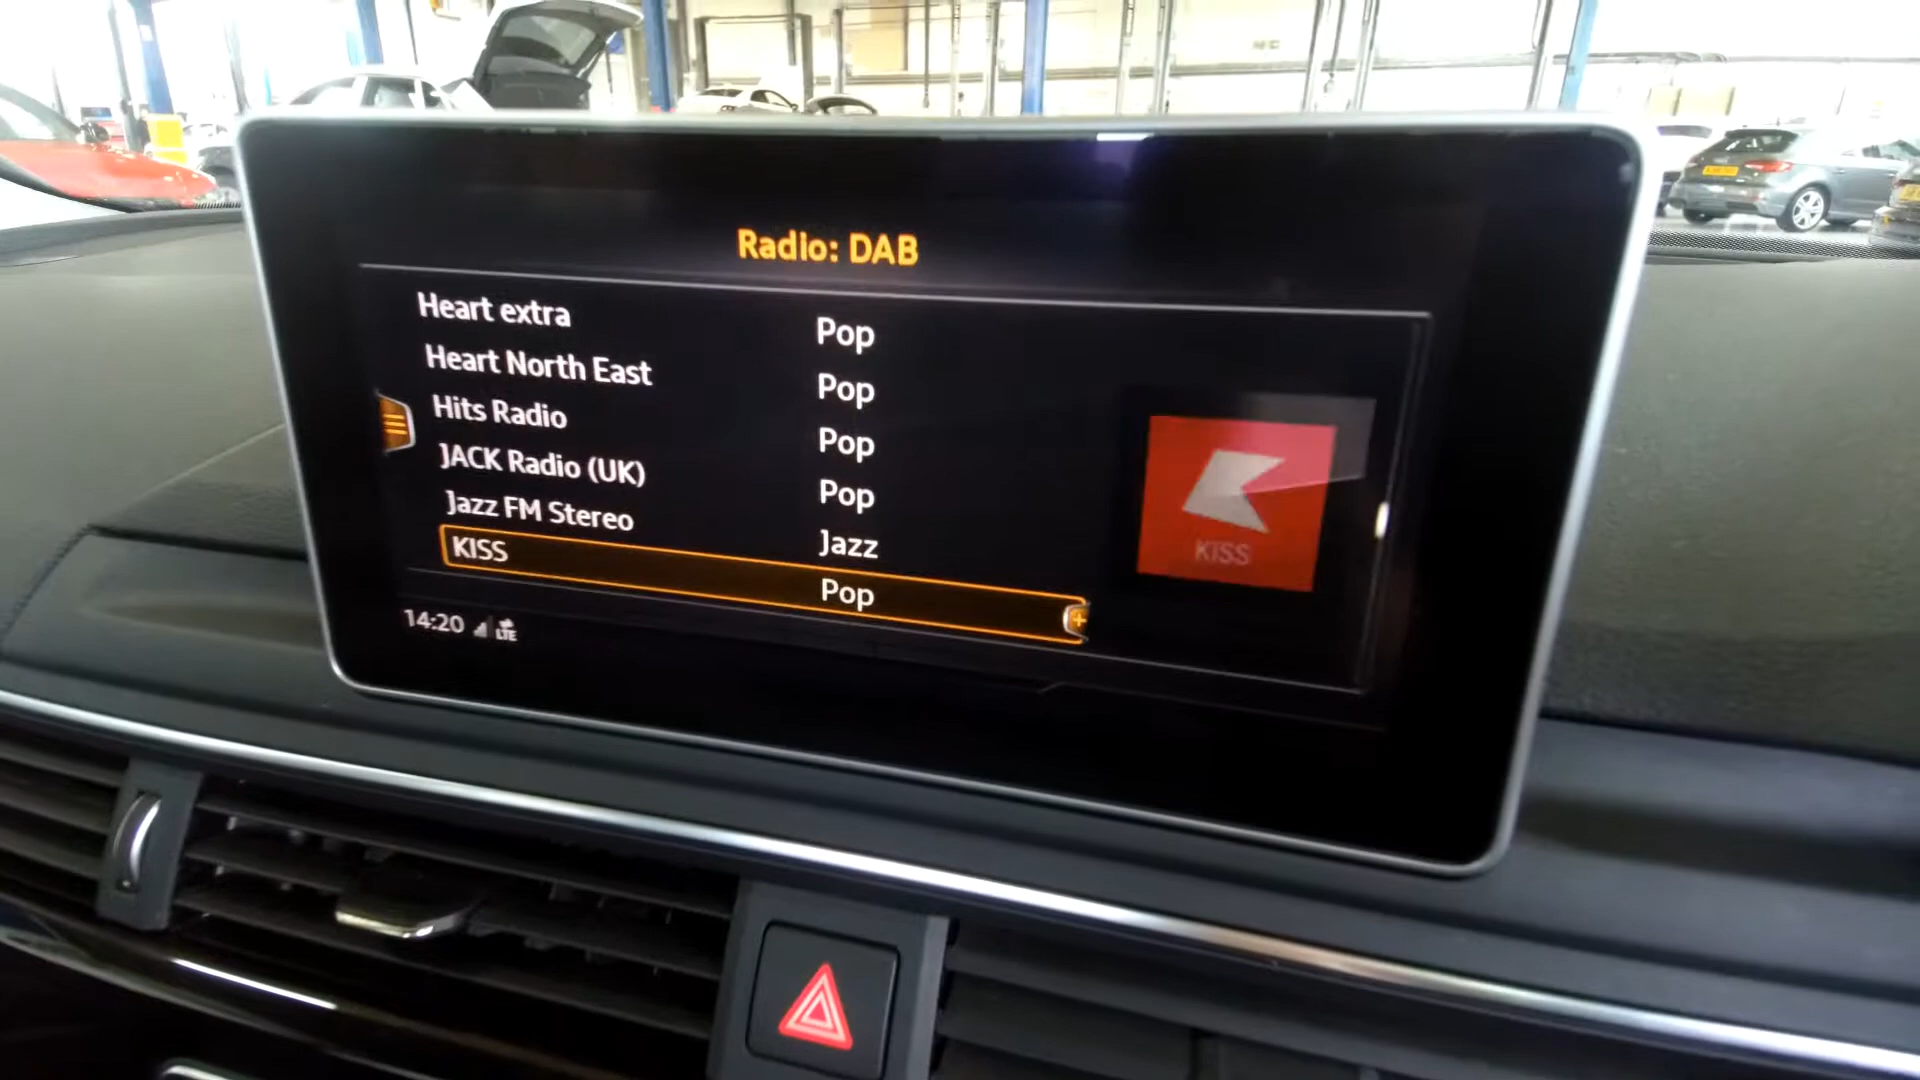 Radio: DAB
Heart extra Pop
Heart North East Pop
Hits Radio Pop
JACK Radio (UK) Pop
Jazz FM Stereo Jazz
KISS Pop
KISS
14:20 LTE